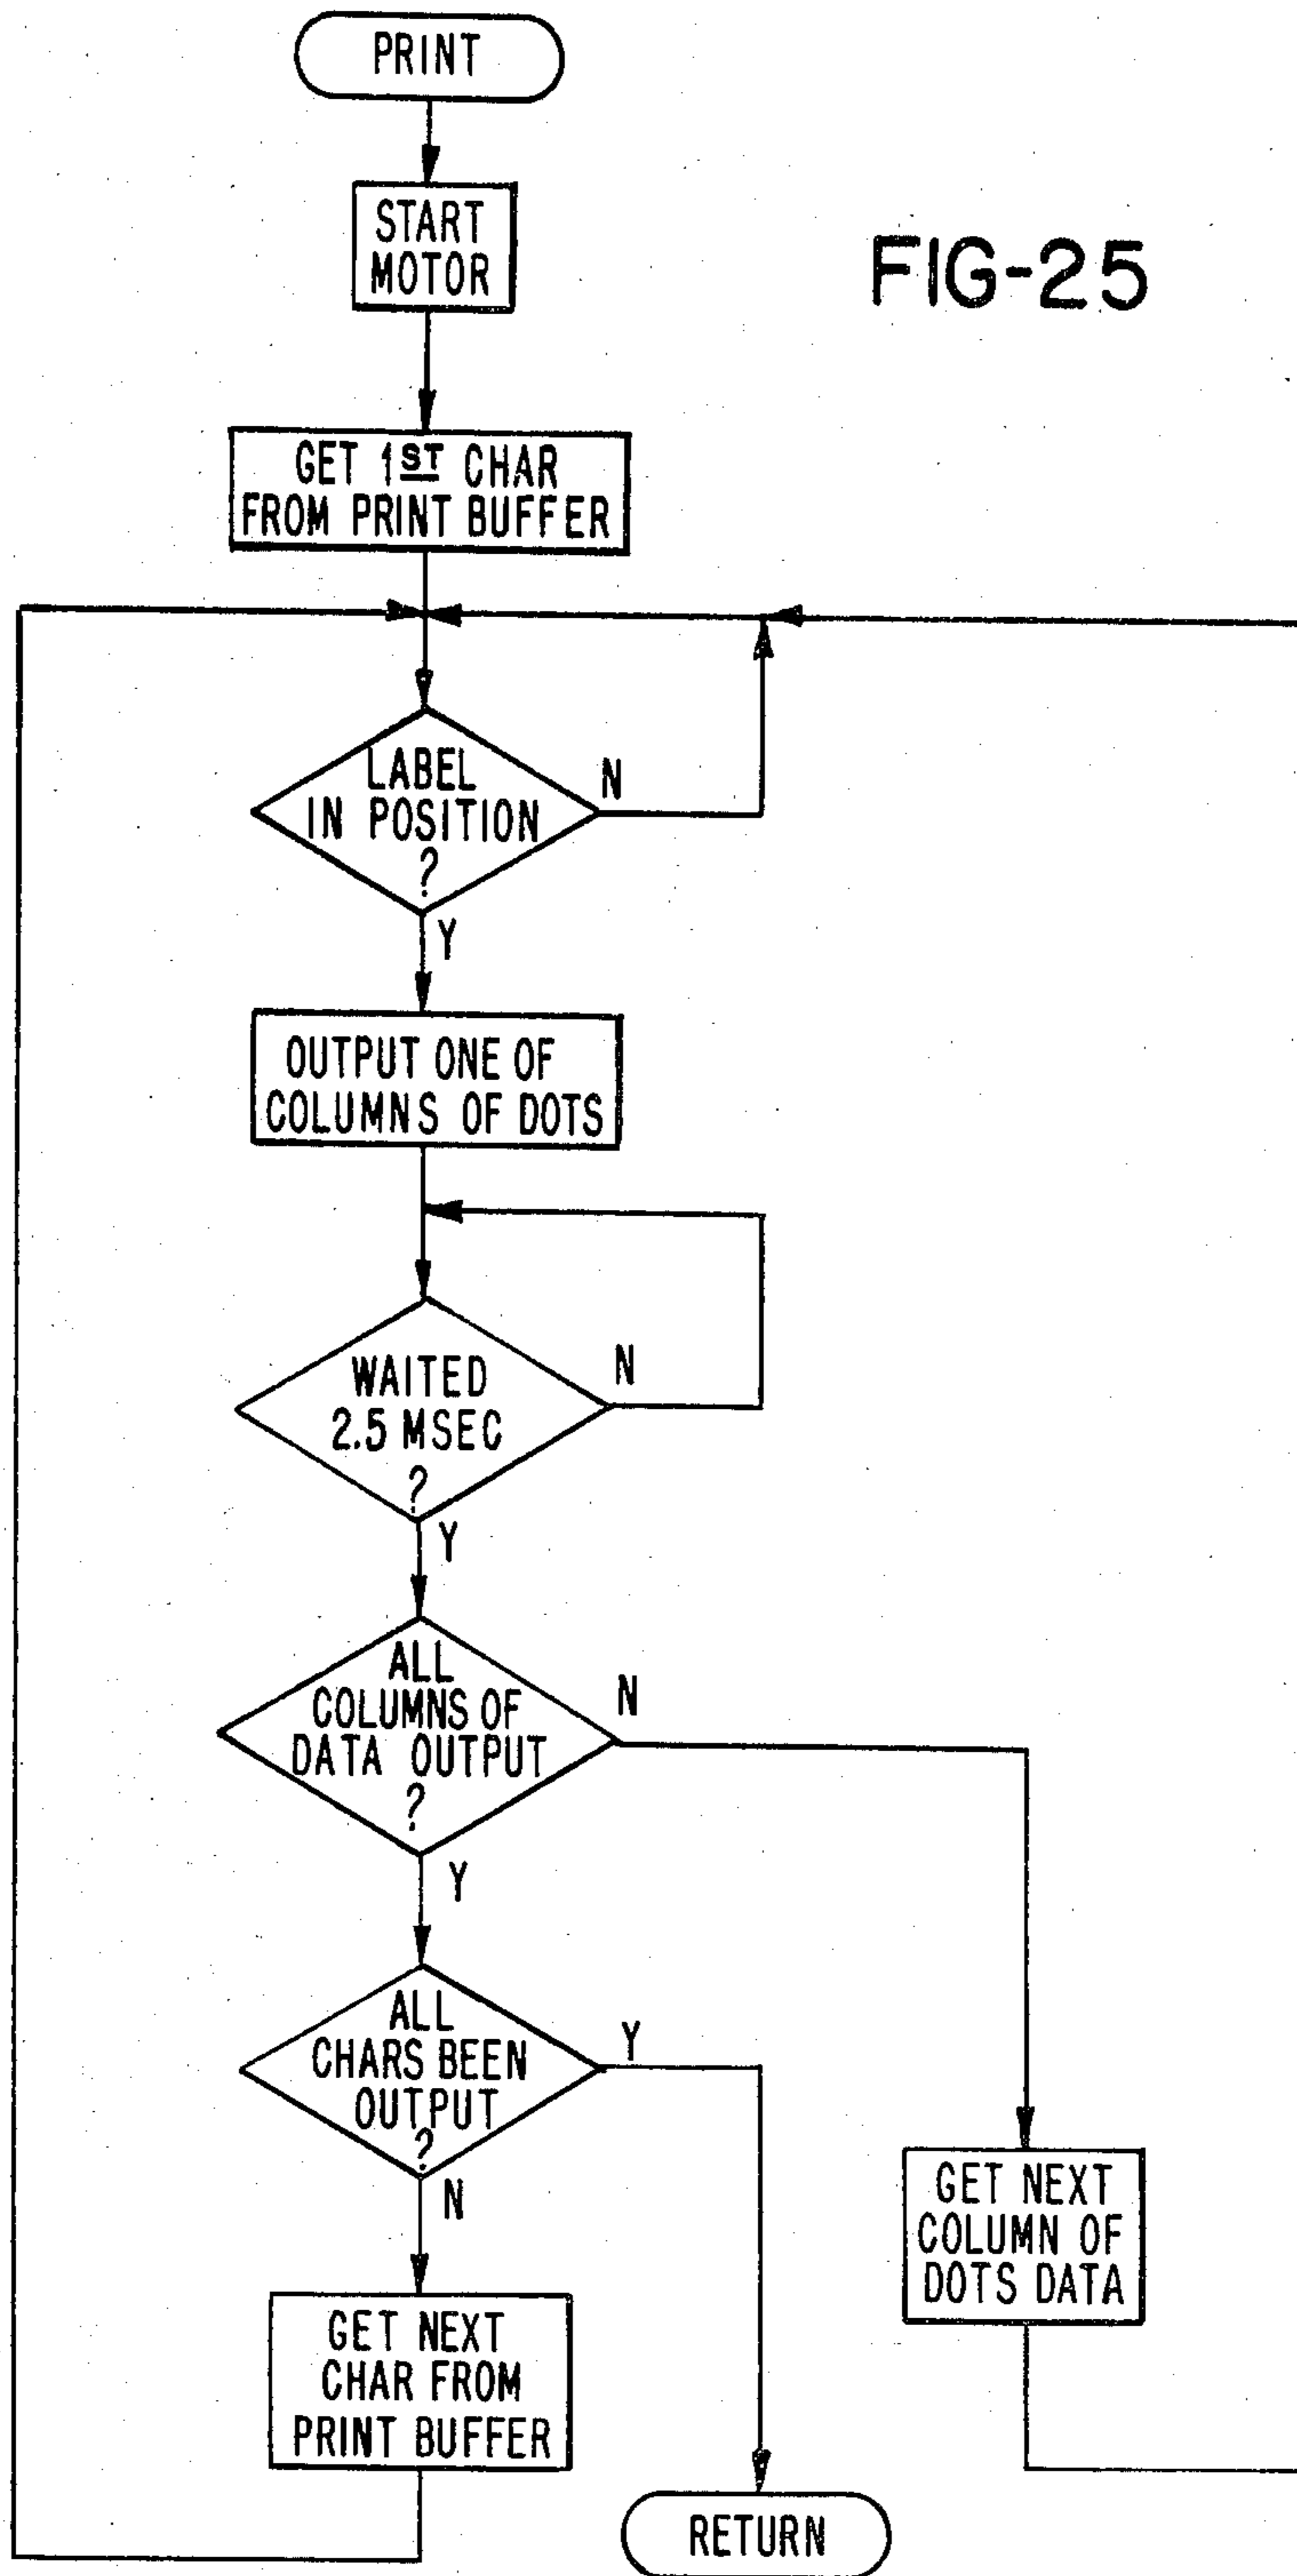 PRINT
START
MOTOR
FIG-25
GET 1ST CHAR
FROM PRINT BUFFER
LABEL
IN POSITION
?
N
Y
OUTPUT ONE OF
COLUMNS OF DOTS
WAITED
2.5 MSEC
?
N
Y
ALL
COLUMNS OF
DATA OUTPUT
?
N
Y
ALL
CHARS BEEN
OUTPUT
?
Y
N
GET NEXT
COLUMN OF
DOTS DATA
GET NEXT
CHAR FROM
PRINT BUFFER
RETURN